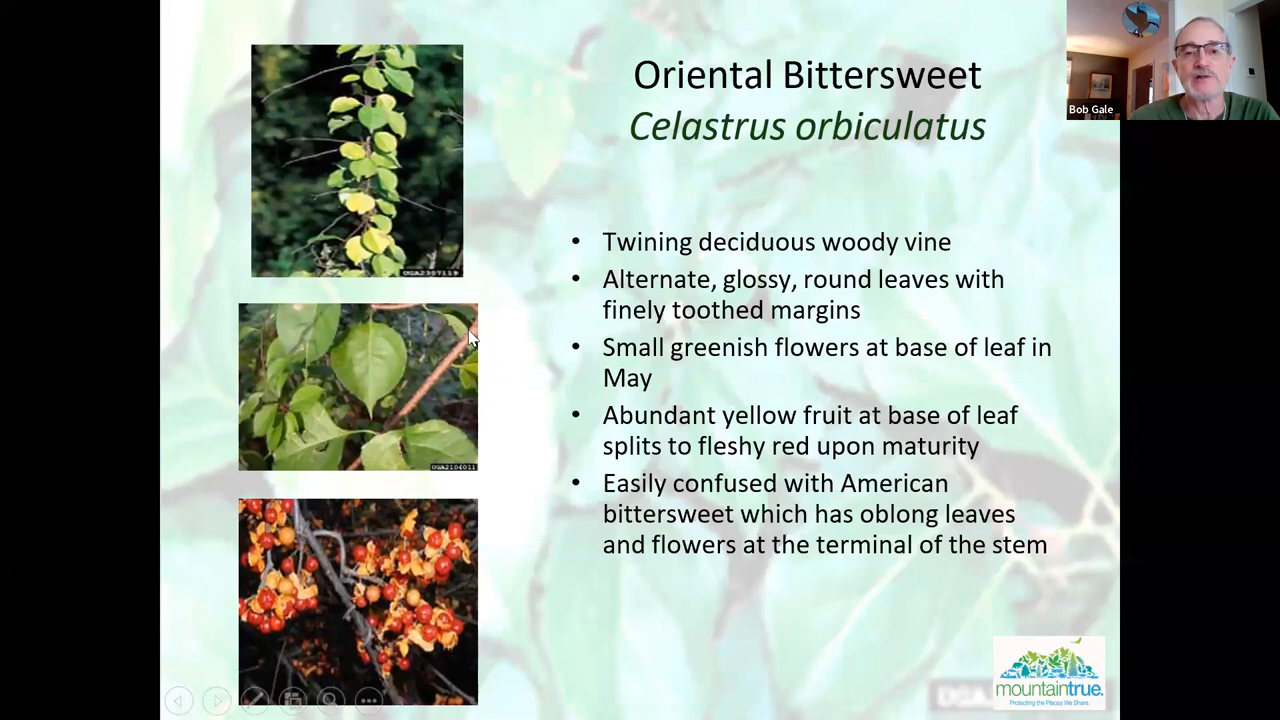 Oriental Bittersweet
Celastrus orbiculatus
• Twining deciduous woody vine
• Alternate, glossy, round leaves with
finely toothed margins
• Small greenish flowers at base of leaf in
May
• Abundant yellow fruit at base of leaf
splits to fleshy red upon maturity
• Easily confused with American
bittersweet which has oblong leaves
and flowers at the terminal of the stem
Bob Gale
mountaintrue.
Protecting the Places We Share